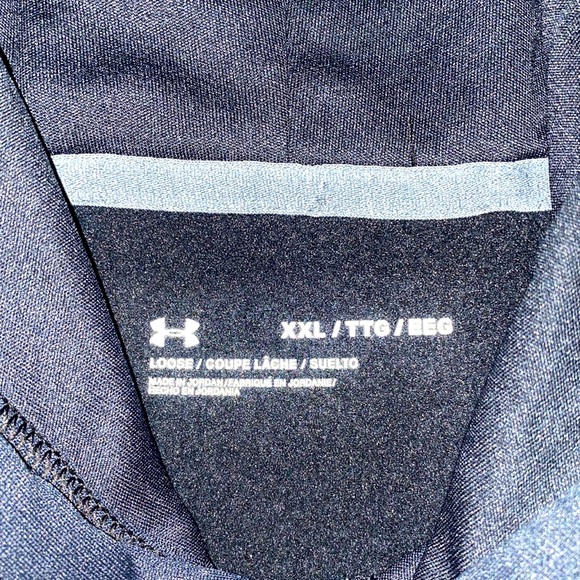 XXL / TTG / EEG
LOOSE / COUPE LÂCHE / SUELTO
MADE IN JORDAN / FABRIQUÉ EN JORDANIE /
HECHO EN JORDANIA